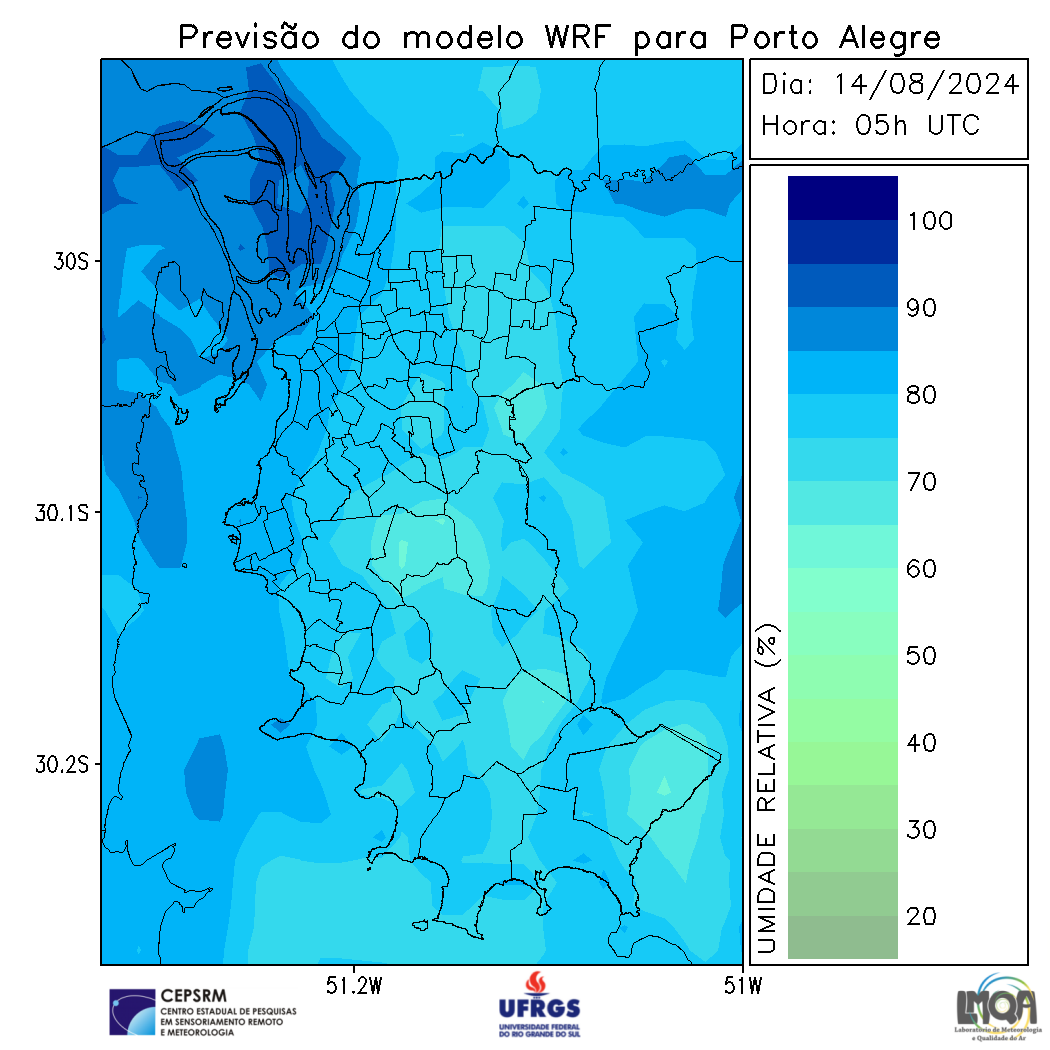 Previsão do modelo WRF para Porto Alegre
Dia: 14/08/2024
Hora: 05h UTC
30S
30.1S
30.2S
51.2W
51W
UMIDADE RELATIVA (%)
100
90
80
70
60
50
40
30
20
CEPSRM
CENTRO ESTADUAL DE PESQUISAS
EM SENSORIAMENTO REMOTO
E METEOROLOGIA
UFRGS
UNIVERSIDADE FEDERAL
DO RIO GRANDE DO SUL
LMQA
Laboratório de Meteorologia
e Qualidade do Ar